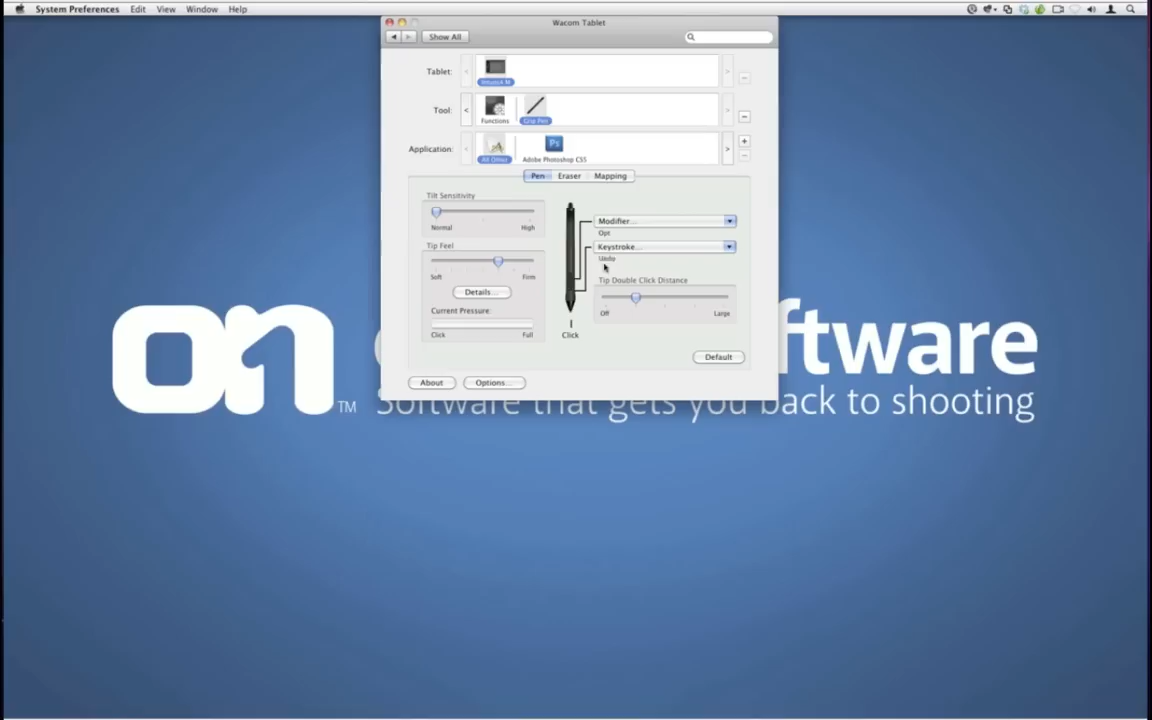 System Preferences Edit View Window Help
Wacom Tablet
Show All
Tablet:
Tool:
Functions Grip Pen
Application:
All Other Adobe Photoshop CS5
Pen Eraser Mapping
Tilt Sensitivity
Normal High
Modifier...
Opt
Tip Feel
Keystroke...
Undo
Soft Firm
Tip Double Click Distance
Details...
Current Pressure:
Off Large
Click Full
Click
Default
About Options...
on ftware
TM
Software that gets you back to shooting